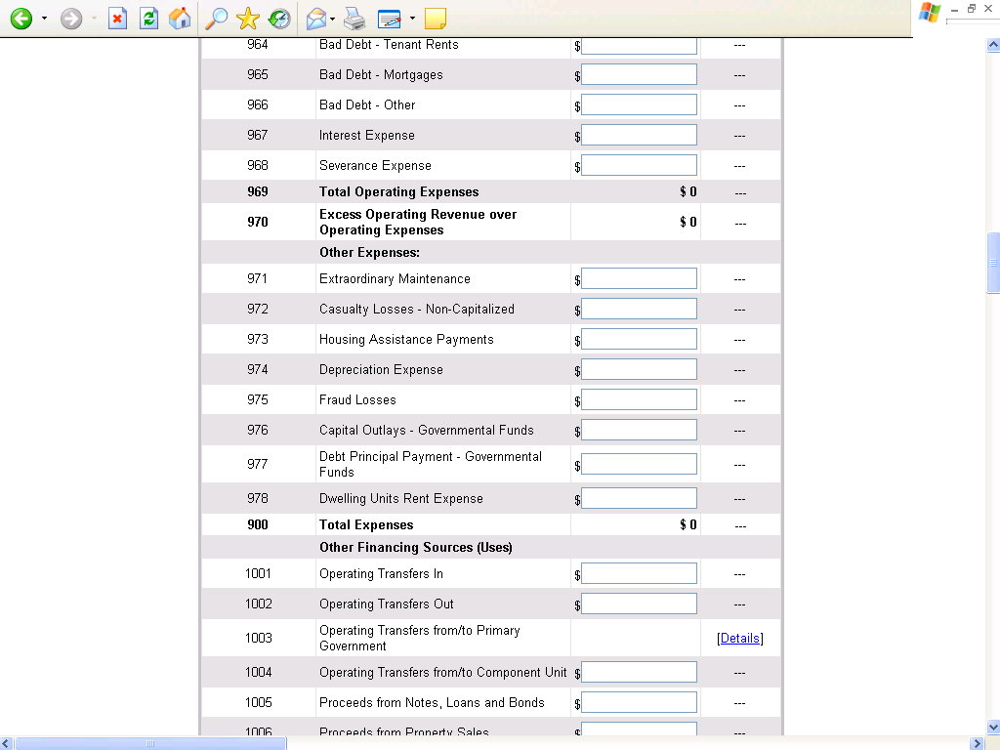 964 Bad Debt - Tenant Rents $ ---
965 Bad Debt - Mortgages $ ---
966 Bad Debt - Other $ ---
967 Interest Expense $ ---
968 Severance Expense $ ---
969 Total Operating Expenses $ 0 ---
970 Excess Operating Revenue over
Operating Expenses $ 0 ---
Other Expenses:
971 Extraordinary Maintenance $ ---
972 Casualty Losses - Non-Capitalized $ ---
973 Housing Assistance Payments $ ---
974 Depreciation Expense $ ---
975 Fraud Losses $ ---
976 Capital Outlays - Governmental Funds $ ---
977 Debt Principal Payment - Governmental
Funds $ ---
978 Dwelling Units Rent Expense $ ---
900 Total Expenses $ 0 ---
Other Financing Sources (Uses)
1001 Operating Transfers In $ ---
1002 Operating Transfers Out $ ---
1003 Operating Transfers from/to Primary
Government [Details]
1004 Operating Transfers from/to Component Unit $ ---
1005 Proceeds from Notes, Loans and Bonds $ ---
1006 Proceeds from Property Sales $ ---